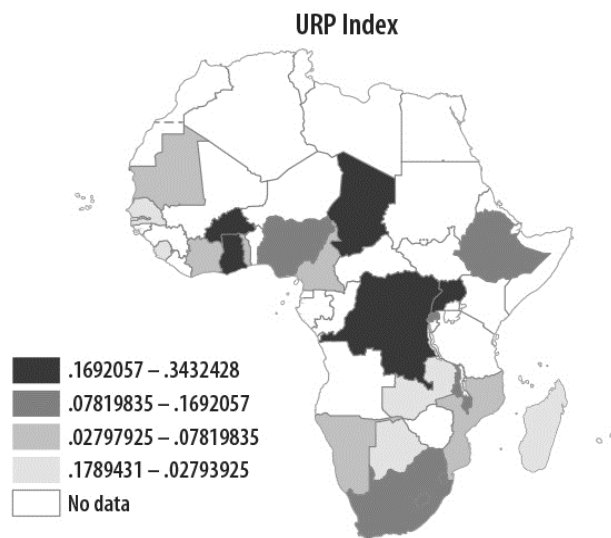 URP Index
.1692057 – .3432428
.07819835 – .1692057
.02797925 – .07819835
.1789431 – .02793925
No data